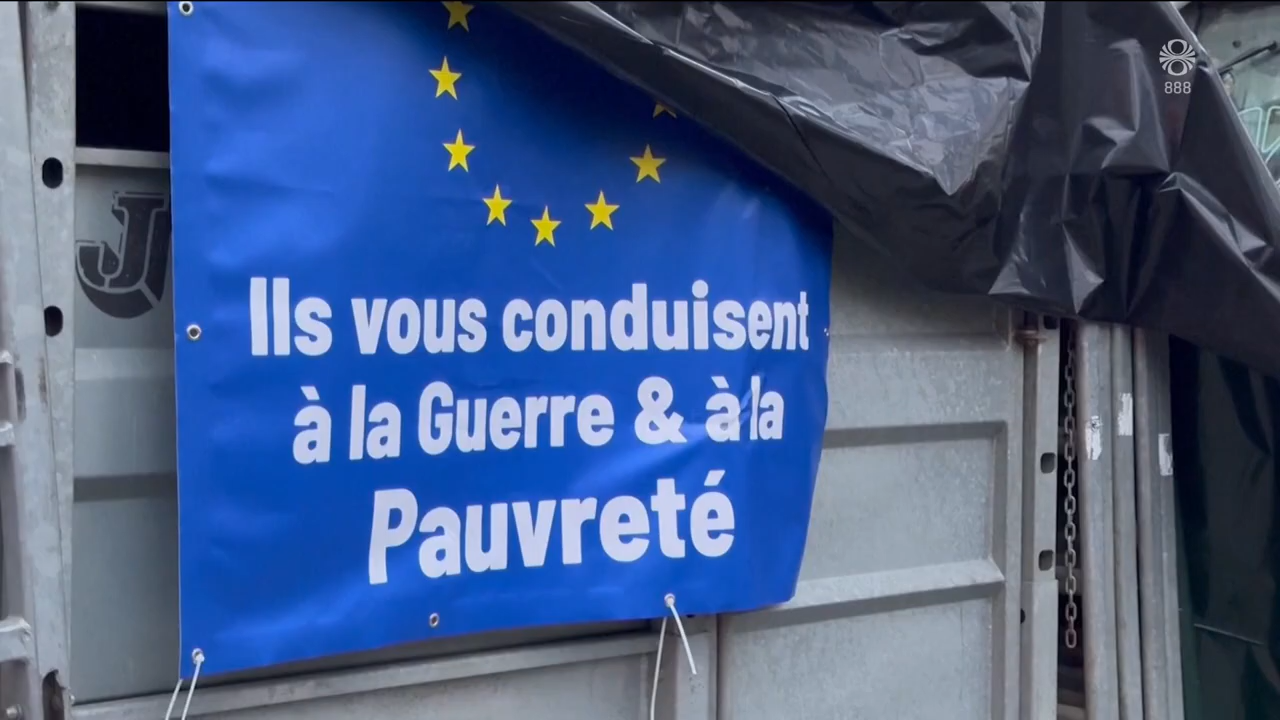 888
Ils vous conduisent
à la Guerre & à la
Pauvreté